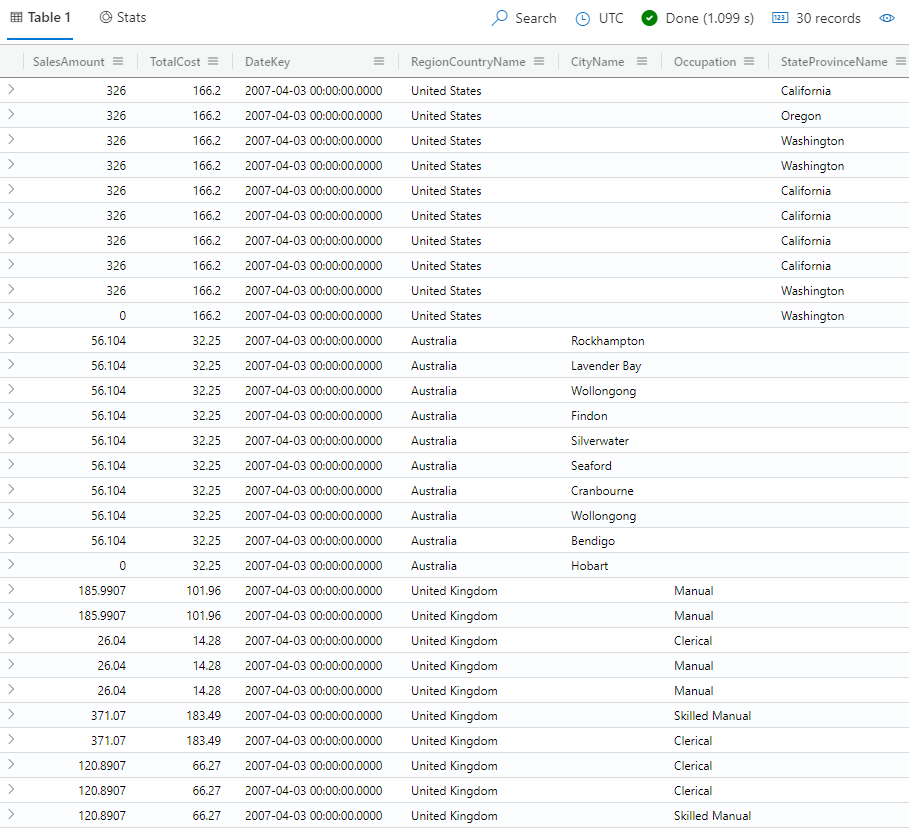 Table 1 Stats Search UTC Done (1.099 s) 123 30 records
SalesAmount TotalCost DateKey RegionCountryName CityName Occupation StateProvinceName
326 166.2 2007-04-03 00:00:00.0000 United States California
326 166.2 2007-04-03 00:00:00.0000 United States Oregon
326 166.2 2007-04-03 00:00:00.0000 United States Washington
326 166.2 2007-04-03 00:00:00.0000 United States Washington
326 166.2 2007-04-03 00:00:00.0000 United States California
326 166.2 2007-04-03 00:00:00.0000 United States California
326 166.2 2007-04-03 00:00:00.0000 United States California
326 166.2 2007-04-03 00:00:00.0000 United States California
326 166.2 2007-04-03 00:00:00.0000 United States Washington
0 166.2 2007-04-03 00:00:00.0000 United States Washington
56.104 32.25 2007-04-03 00:00:00.0000 Australia Rockhampton
56.104 32.25 2007-04-03 00:00:00.0000 Australia Lavender Bay
56.104 32.25 2007-04-03 00:00:00.0000 Australia Wollongong
56.104 32.25 2007-04-03 00:00:00.0000 Australia Findon
56.104 32.25 2007-04-03 00:00:00.0000 Australia Silverwater
56.104 32.25 2007-04-03 00:00:00.0000 Australia Seaford
56.104 32.25 2007-04-03 00:00:00.0000 Australia Cranbourne
56.104 32.25 2007-04-03 00:00:00.0000 Australia Wollongong
56.104 32.25 2007-04-03 00:00:00.0000 Australia Bendigo
0 32.25 2007-04-03 00:00:00.0000 Australia Hobart
185.9907 101.96 2007-04-03 00:00:00.0000 United Kingdom Manual
185.9907 101.96 2007-04-03 00:00:00.0000 United Kingdom Manual
26.04 14.28 2007-04-03 00:00:00.0000 United Kingdom Clerical
26.04 14.28 2007-04-03 00:00:00.0000 United Kingdom Manual
26.04 14.28 2007-04-03 00:00:00.0000 United Kingdom Manual
371.07 183.49 2007-04-03 00:00:00.0000 United Kingdom Skilled Manual
371.07 183.49 2007-04-03 00:00:00.0000 United Kingdom Clerical
120.8907 66.27 2007-04-03 00:00:00.0000 United Kingdom Clerical
120.8907 66.27 2007-04-03 00:00:00.0000 United Kingdom Clerical
120.8907 66.27 2007-04-03 00:00:00.0000 United Kingdom Skilled Manual